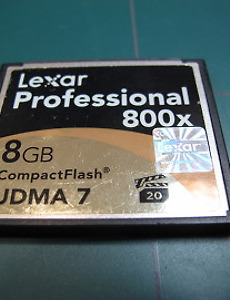 Lexar
Professional
800x
8GB
Lexar
CompactFlash®
UDMA 7
20